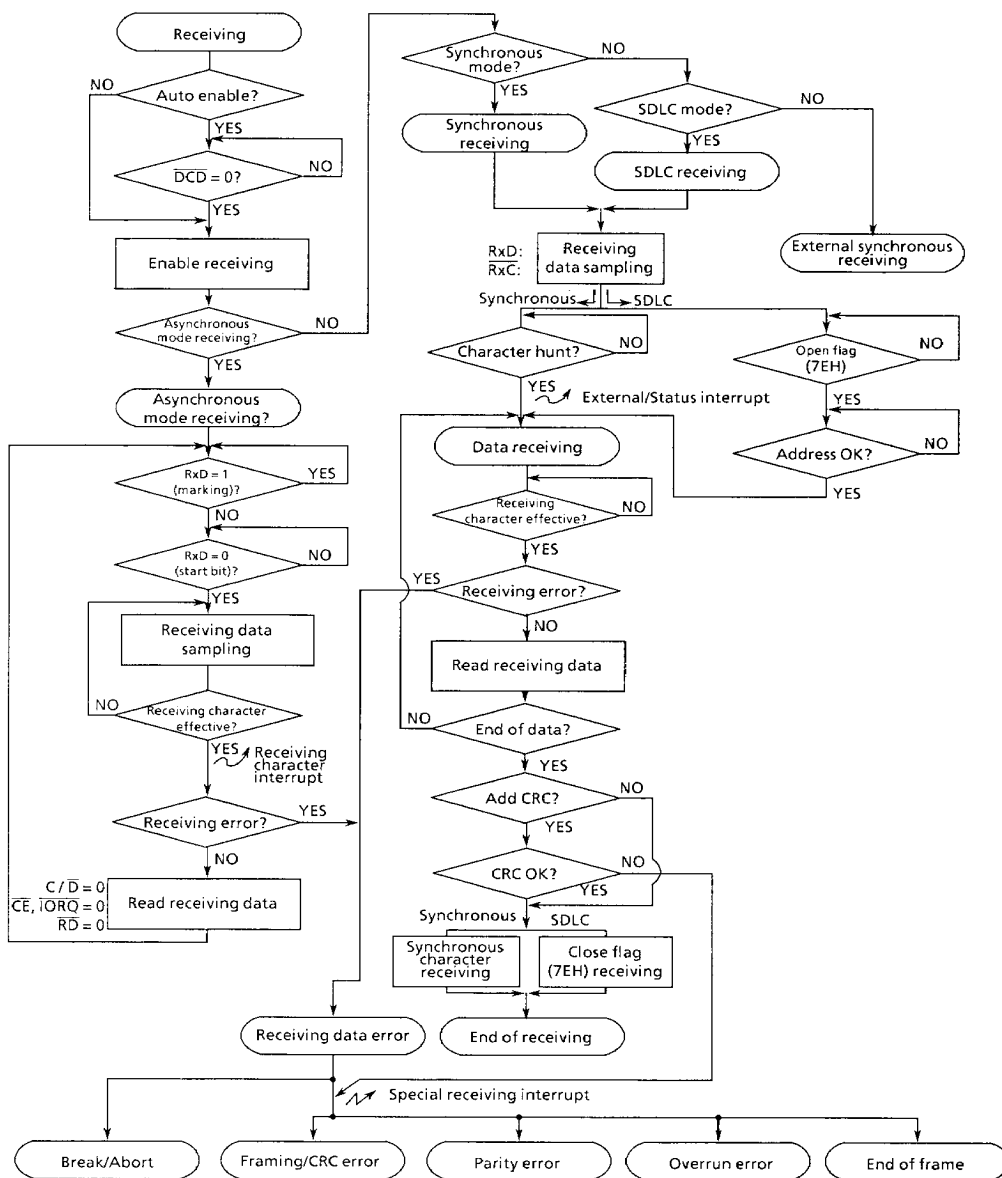 Receiving
NO
Auto enable?
YES
DCD = 0?
NO
YES
Enable receiving
Asynchronous
mode receiving?
NO
YES
Asynchronous
mode receiving?
RxD = 1
(marking)?
YES
NO
RxD = 0
(start bit)?
NO
YES
Receiving data
sampling
NO
Receiving character
effective?
YES
Receiving
character
interrupt
Receiving error?
YES
NO
C/D = 0
CE, IORQ = 0
RD = 0
Read receiving data
Synchronous
mode?
NO
YES
Synchronous
receiving
SDLC mode?
NO
YES
SDLC receiving
External synchronous
receiving
RxD:
RxC:
Receiving
data sampling
Synchronous
SDLC
Character hunt?
NO
YES
External/Status interrupt
Open flag
(7EH)
NO
YES
Address OK?
NO
YES
Data receiving
Receiving
character effective?
NO
YES
YES
Receiving error?
NO
Read receiving data
NO
End of data?
YES
Add CRC?
NO
YES
CRC OK?
NO
YES
Synchronous
SDLC
Synchronous
character
receiving
Close flag
(7EH) receiving
End of receiving
Receiving data error
Special receiving interrupt
Break/Abort
Framing/CRC error
Parity error
Overrun error
End of frame